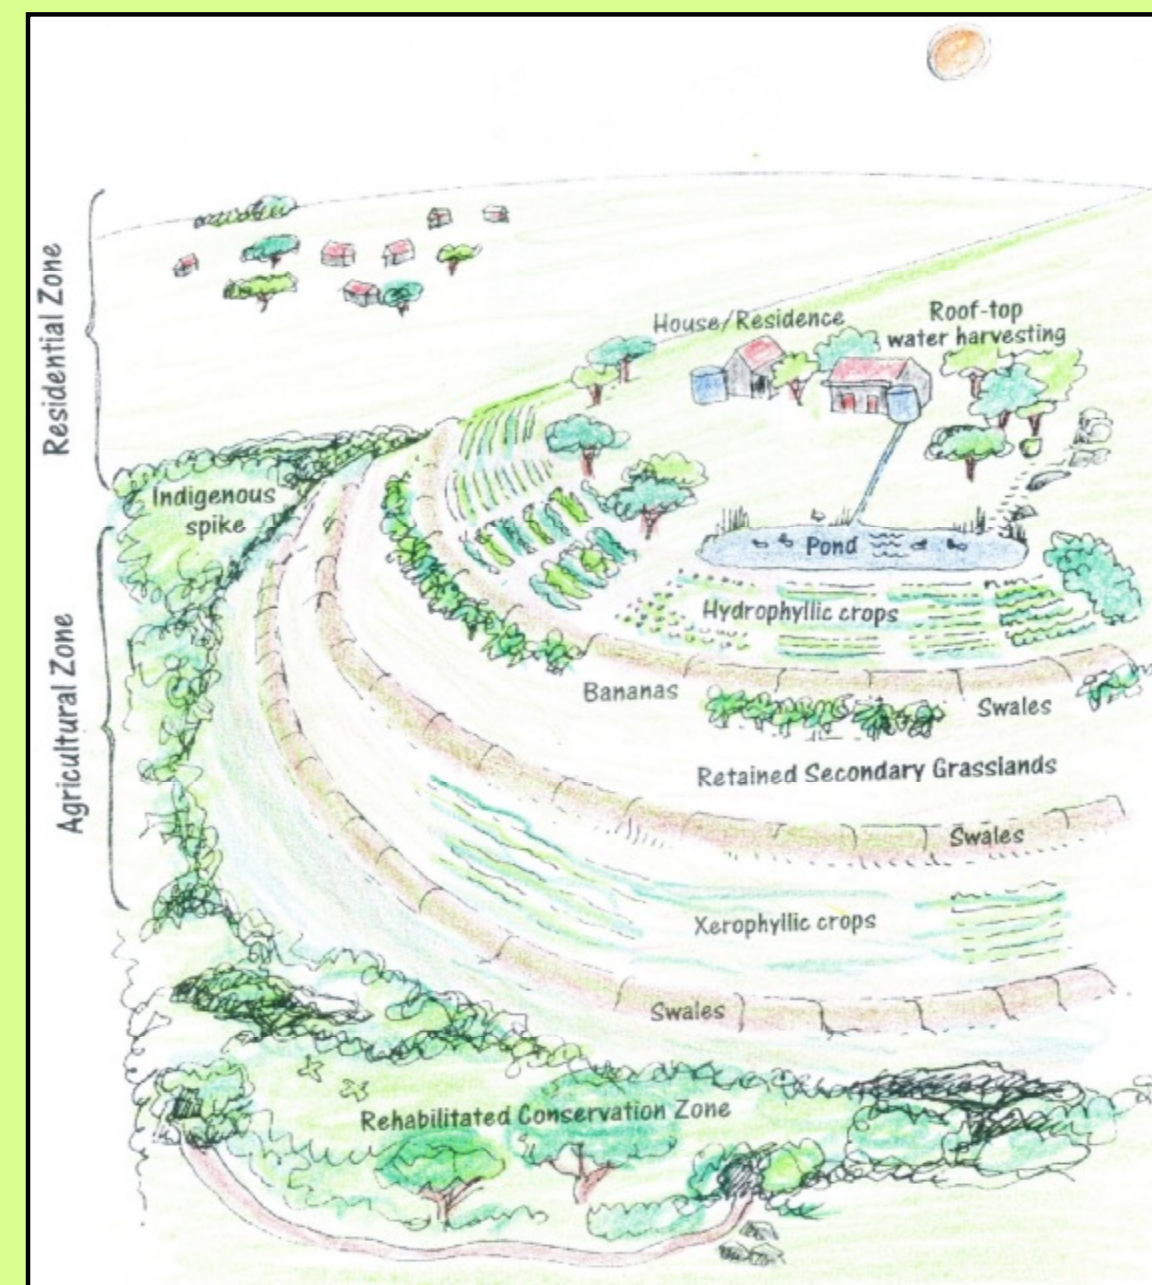 Residential Zone
House/Residence
Roof-top
water harvesting
Indigenous
spike
Pond
Agricultural Zone
Hydrophyllic crops
Bananas
Swales
Retained Secondary Grasslands
Swales
Xerophyllic crops
Swales
Rehabilitated Conservation Zone